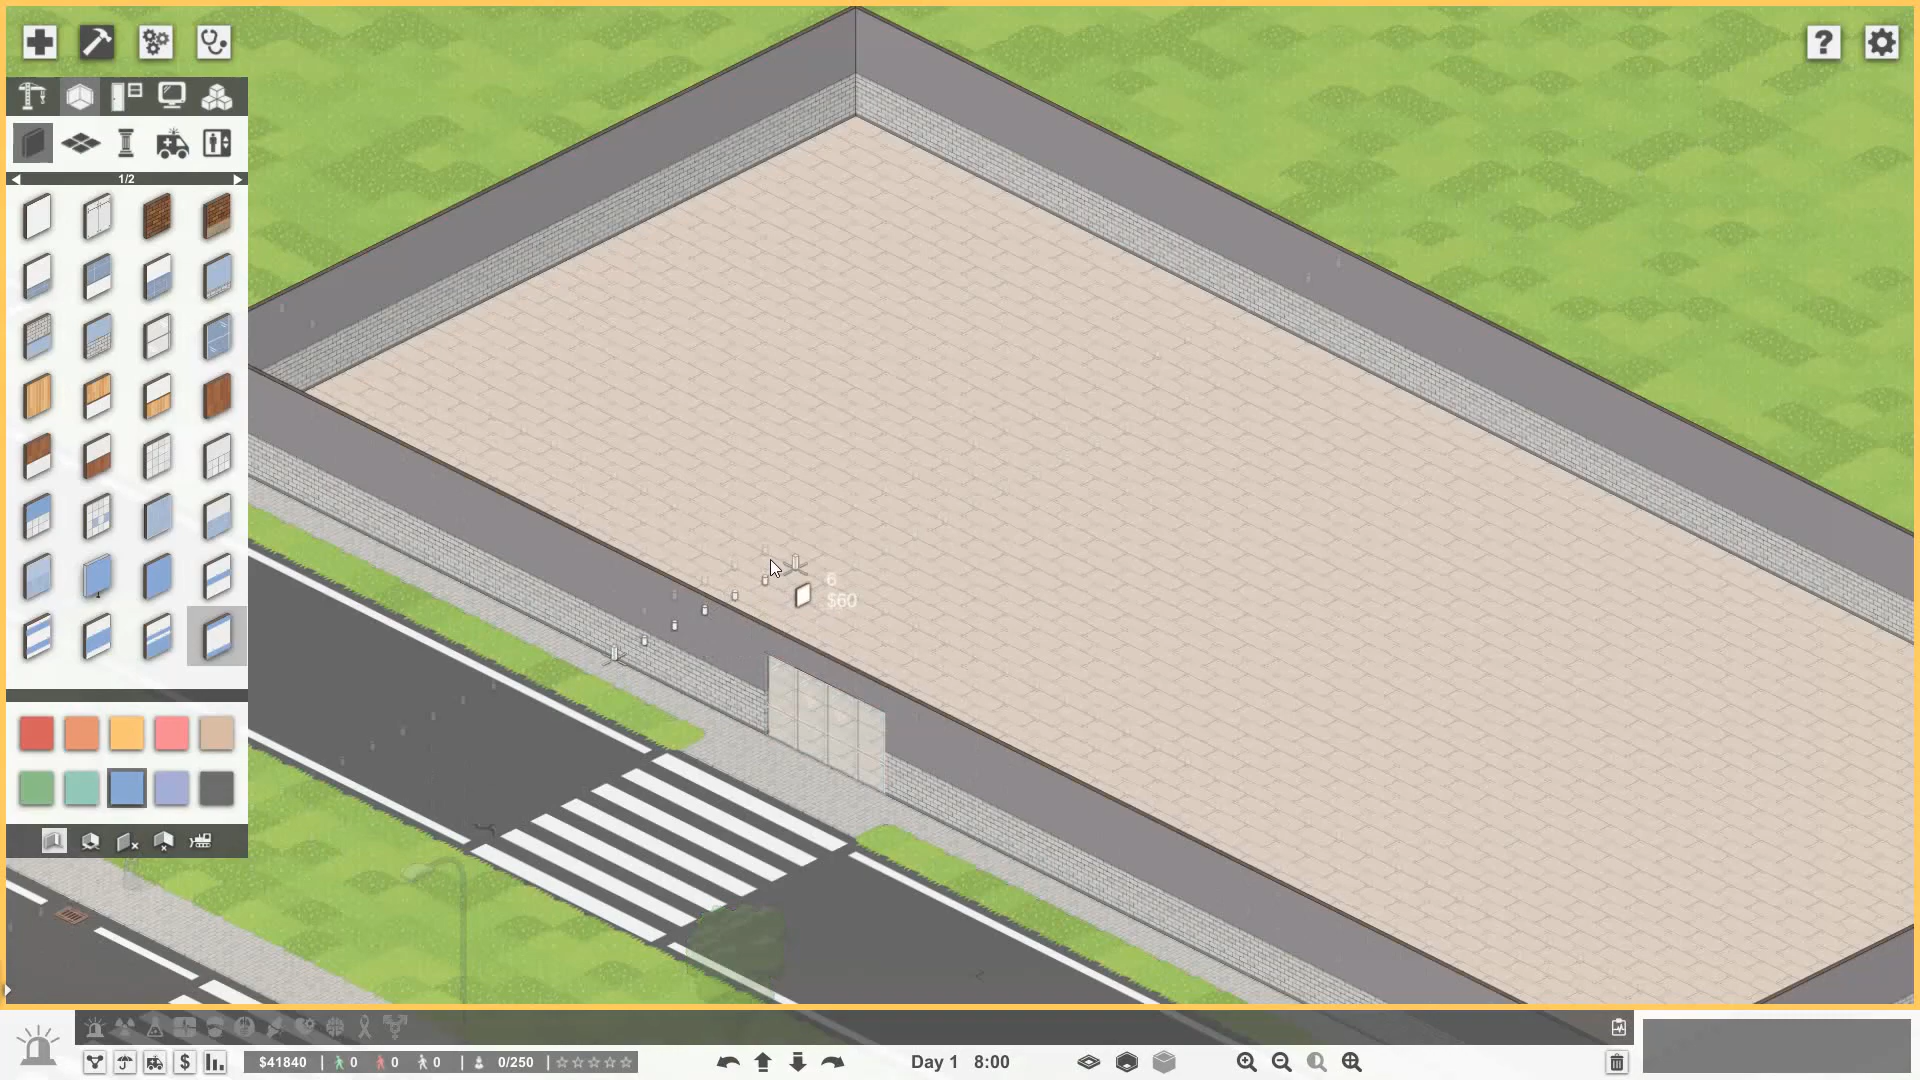 ?
1/2
6
$60
$41840 | 0 | 0 | 0 | 0/250 | ☆☆☆☆☆
Day 1 8:00